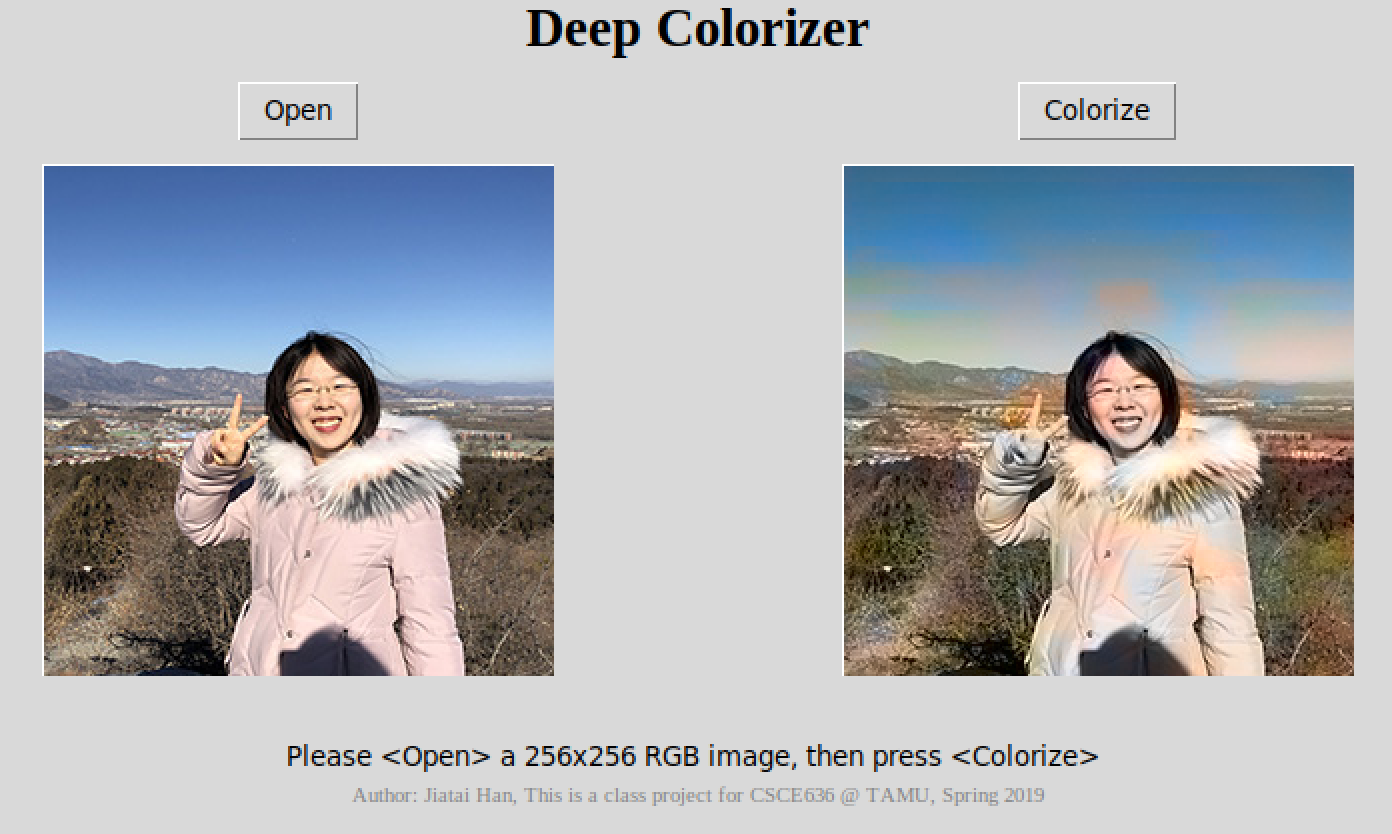 Deep Colorizer
Open
Colorize
Please <Open> a 256x256 RGB image, then press <Colorize>
Author: Jiatai Han, This is a class project for CSCE636 @ TAMU, Spring 2019